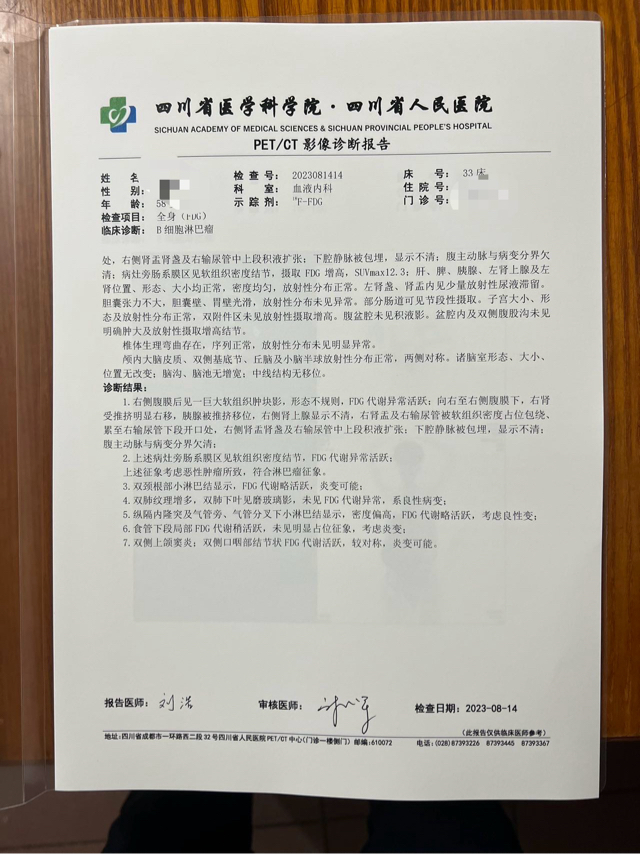 四川省医学科学院·四川省人民医院
SICHUAN ACADEMY OF MEDICAL SCIENCES & SICHUAN PROVINCIAL PEOPLE'S HOSPITAL
PET/CT 影像诊断报告
姓 名 检 查 号: 2023081414 床 号: 33 床
性 别: 科 室: 血液内科 住 院 号:
年 龄: 58 示 踪 剂: ¹⁸F-FDG 门 诊 号:
检查项目: 全身（FDG）
临床诊断: B 细胞淋巴瘤
处，右侧肾盂肾盏及右输尿管中上段积液扩张；下腔静脉被包埋，显示不清；腹主动脉与病变分界欠
清；病灶旁肠系膜区见软组织密度结节，摄取 FDG 增高，SUVmax12.3；肝、脾、胰腺、左肾上腺及左
肾位置、形态、大小均正常，密度均匀，放射性分布正常。左肾盏、肾盂内见少量放射性尿液滞留。
胆囊张力不大，胆囊壁、胃壁光滑，放射性分布未见异常。部分肠道可见节段性摄取。子宫大小、形
态及放射性分布正常，双附件区未见放射性摄取增高。腹盆腔未见积液影。盆腔内及双侧腹股沟未见
明确肿大及放射性摄取增高结节。
椎体生理弯曲存在，序列正常，放射性分布未见明显异常。
颅内大脑皮质、双侧基底节、丘脑及小脑半球放射性分布正常，两侧对称。诸脑室形态、大小、
位置无改变；脑沟、脑池无增宽；中线结构无移位。
诊断结果:
1. 右侧腹膜后见一巨大软组织肿块影，形态不规则，FDG 代谢异常活跃；向右至右侧腹膜下，右肾
受推挤明显右移，胰腺被推挤移位，右侧肾上腺显示不清，右肾盂及右输尿管被软组织密度占位包绕、
累至右输尿管下段开口处，右侧肾盂肾盏及右输尿管中上段积液扩张；下腔静脉被包埋，显示不清；
腹主动脉与病变分界欠清；
2. 上述病灶旁肠系膜区见软组织密度结节，FDG 代谢异常活跃；
上述征象考虑恶性肿瘤所致，符合淋巴瘤征象。
3. 双颈根部小淋巴结显示，FDG 代谢略活跃，炎变可能；
4. 双肺纹理增多，双肺下叶见磨玻璃影，未见 FDG 代谢异常，系良性病变；
5. 纵隔内隆突及气管旁、气管分叉下小淋巴结显示，密度偏高，FDG 代谢略活跃，考虑良性变；
6. 食管下段局部 FDG 代谢稍活跃，未见明显占位征象，考虑炎变；
7. 双侧上颌窦炎；双侧口咽部结节状 FDG 代谢活跃，较对称，炎变可能。
报告医师: 刘浩 审核医师: 检查日期: 2023-08-14
(此报告仅供临床医师参考)
地址:四川省成都市一环路西二段 32 号四川省人民医院 PET/CT 中心(门诊一楼侧门) 邮编:610072 电话:(028)87393226 87393445 87393367